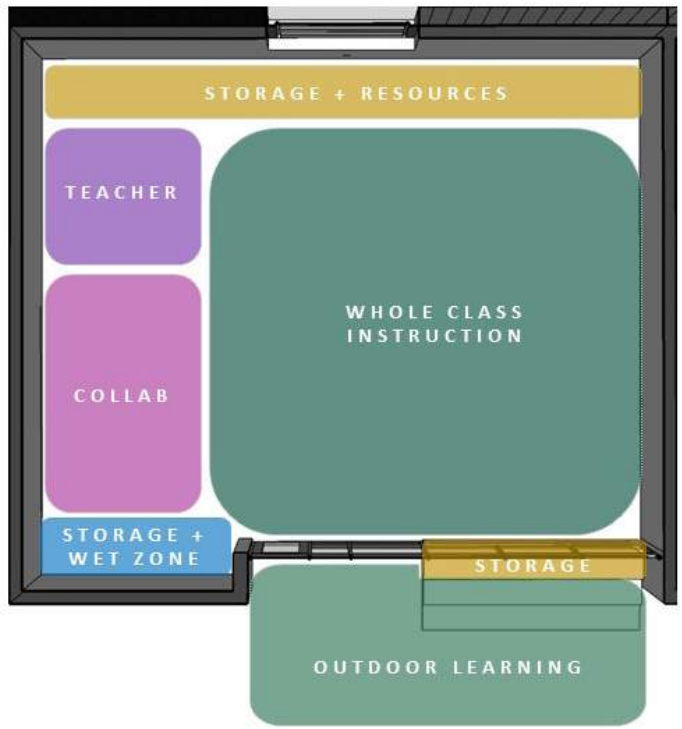 STORAGE + RESOURCES
TEACHER
WHOLE CLASS
INSTRUCTION
COLLAB
STORAGE +
WET ZONE
STORAGE
OUTDOOR LEARNING